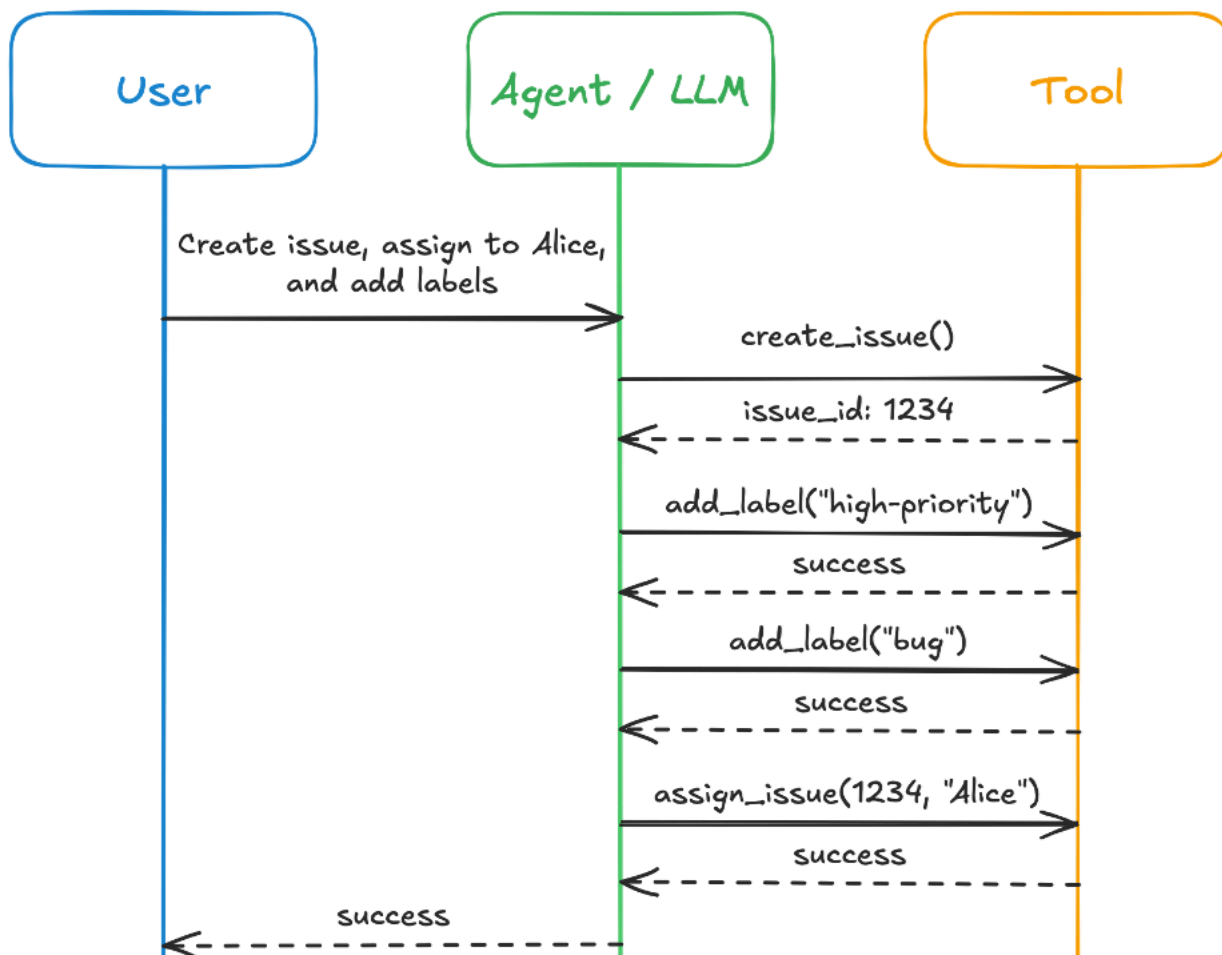 User
Agent / LLM
Tool
Create issue, assign to Alice,
and add labels
create_issue()
issue_id: 1234
add_label("high-priority")
success
add_label("bug")
success
assign_issue(1234, "Alice")
success
success